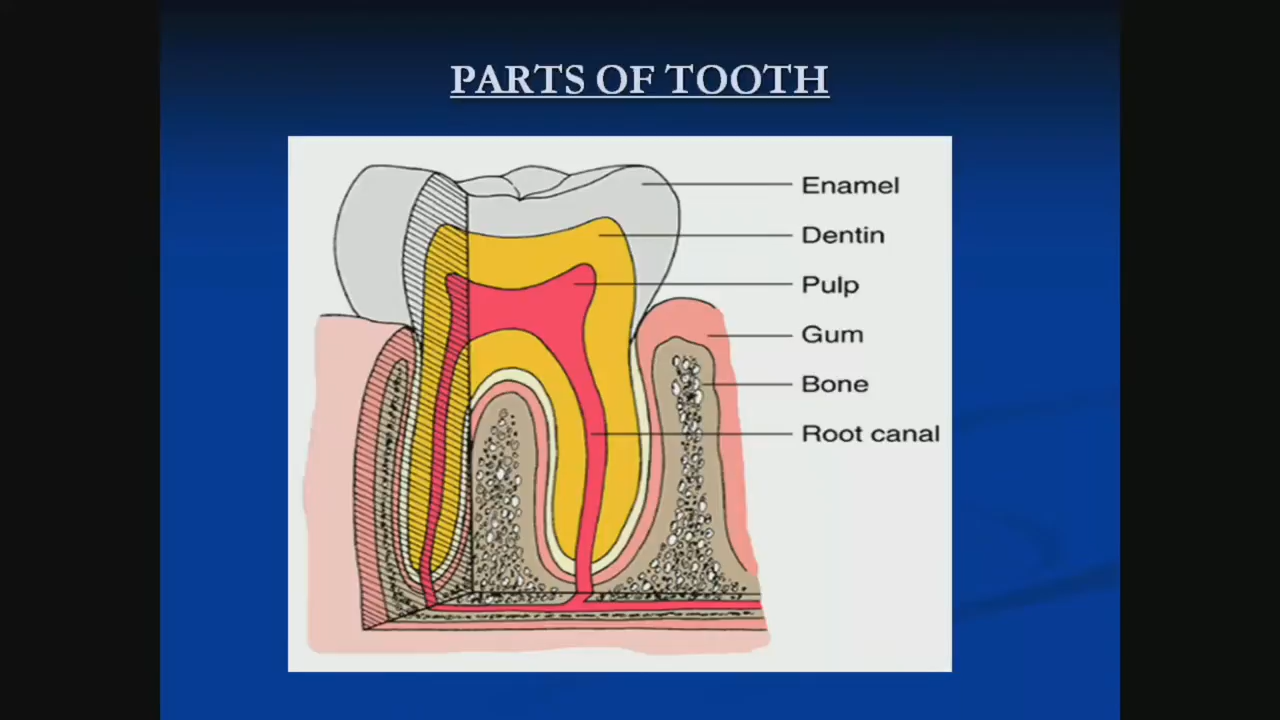 PARTS OF TOOTH
Enamel
Dentin
Pulp
Gum
Bone
Root canal